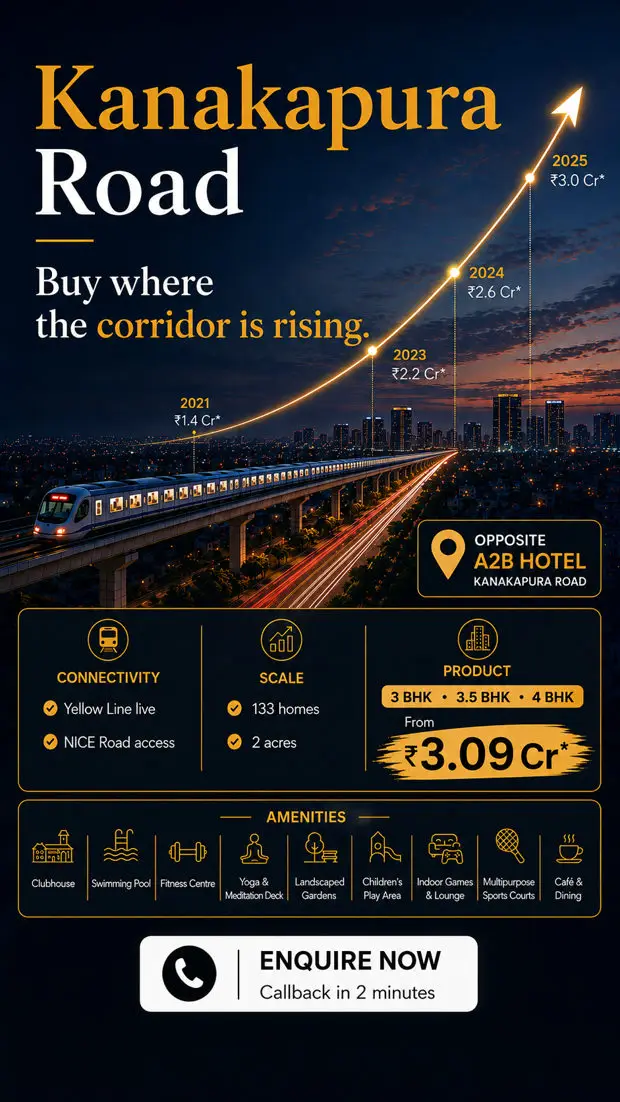 Kanakapura
Road
Buy where
the corridor is rising.
2021
₹1.4 Cr*
2023
₹2.2 Cr*
2024
₹2.6 Cr*
2025
₹3.0 Cr*
OPPOSITE
A2B HOTEL
KANAKAPURA ROAD
CONNECTIVITY
Yellow Line live
NICE Road access
SCALE
133 homes
2 acres
PRODUCT
3 BHK • 3.5 BHK • 4 BHK
From
₹3.09 Cr*
AMENITIES
Clubhouse
Swimming Pool
Fitness Centre
Yoga &
Meditation Deck
Landscaped
Gardens
Children's
Play Area
Indoor Games
& Lounge
Multipurpose
Sports Courts
Café &
Dining
ENQUIRE NOW
Callback in 2 minutes